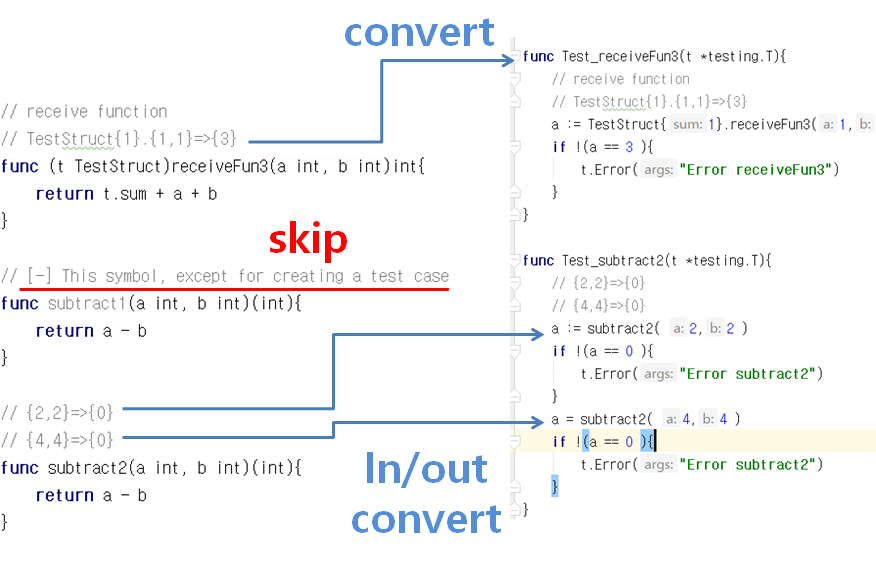 convert
// receive function
// TestStruct{1}.{1,1}=>{3}
func (t TestStruct)receiveFun3(a int, b int)int{
    return t.sum + a + b
}
skip
// [-] This symbol, except for creating a test case
func subtract1(a int, b int)(int){
    return a - b
}
// {2,2}=>{0}
// {4,4}=>{0}
func subtract2(a int, b int)(int){
    return a - b
}
In/out
convert
func Test_receiveFun3(t *testing.T){
    // receive function
    // TestStruct{1}.{1,1}=>{3}
    a := TestStruct{ sum: 1}.receiveFun3( a: 1, b:
    if !(a == 3 ){
        t.Error( args: "Error receiveFun3")
    }
}
func Test_subtract2(t *testing.T){
    // {2,2}=>{0}
    // {4,4}=>{0}
    a := subtract2( a: 2, b: 2 )
    if !(a == 0 ){
        t.Error( args: "Error subtract2")
    }
    a = subtract2( a: 4, b: 4 )
    if !(a == 0 ){
        t.Error( args: "Error subtract2")
    }
}